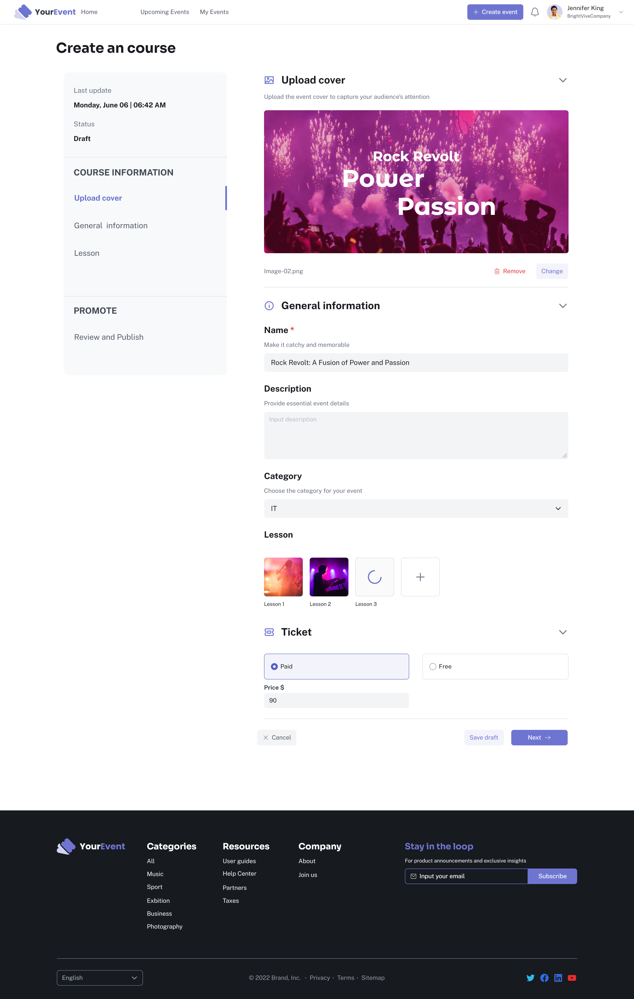 YourEvent Home Upcoming Events My Events + Create event Jennifer King
BrightViveCompany
Create an course
Last update
Monday, June 06 | 06:42 AM
Status
Draft
COURSE INFORMATION
Upload cover
General information
Lesson
PROMOTE
Review and Publish
Upload cover
Upload the event cover to capture your audience's attention
Rock Revolt
Power
Passion
Image-02.png Remove Change
General information
Name *
Make it catchy and memorable
Rock Revolt: A Fusion of Power and Passion
Description
Provide essential event details
Input description
Category
Choose the category for your event
IT
Lesson
Lesson 1 Lesson 2 Lesson 3
Ticket
Paid Free
Price $
90
Cancel Save draft Next
YourEvent
Categories
All
Music
Sport
Exbition
Business
Photography
Resources
User guides
Help Center
Partners
Taxes
Company
About
Join us
Stay in the loop
For product announcements and exclusive insights
Input your email Subscribe
English © 2022 Brand, Inc. · Privacy · Terms · Sitemap